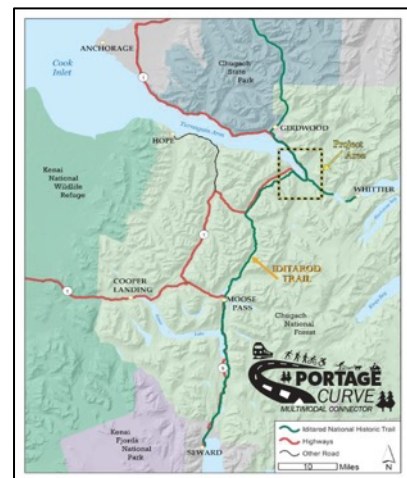 ANCHORAGE
Cook
Inlet
Chugach
State
Park
Turnagain Arm
GIRDWOOD
HOPE
Project
Area
WHITTIER
Kenai
National
Wildlife
Refuge
IDITAROD
TRAIL
COOPER
LANDING
MOOSE
PASS
Chugach
National
Forest
PORTAGE
CURVE
MULTIMODAL CONNECTOR
Kenai
Fjords
National
Park
SEWARD
Iditarod National Historic Trail
Highways
Other Road
10 Miles
N